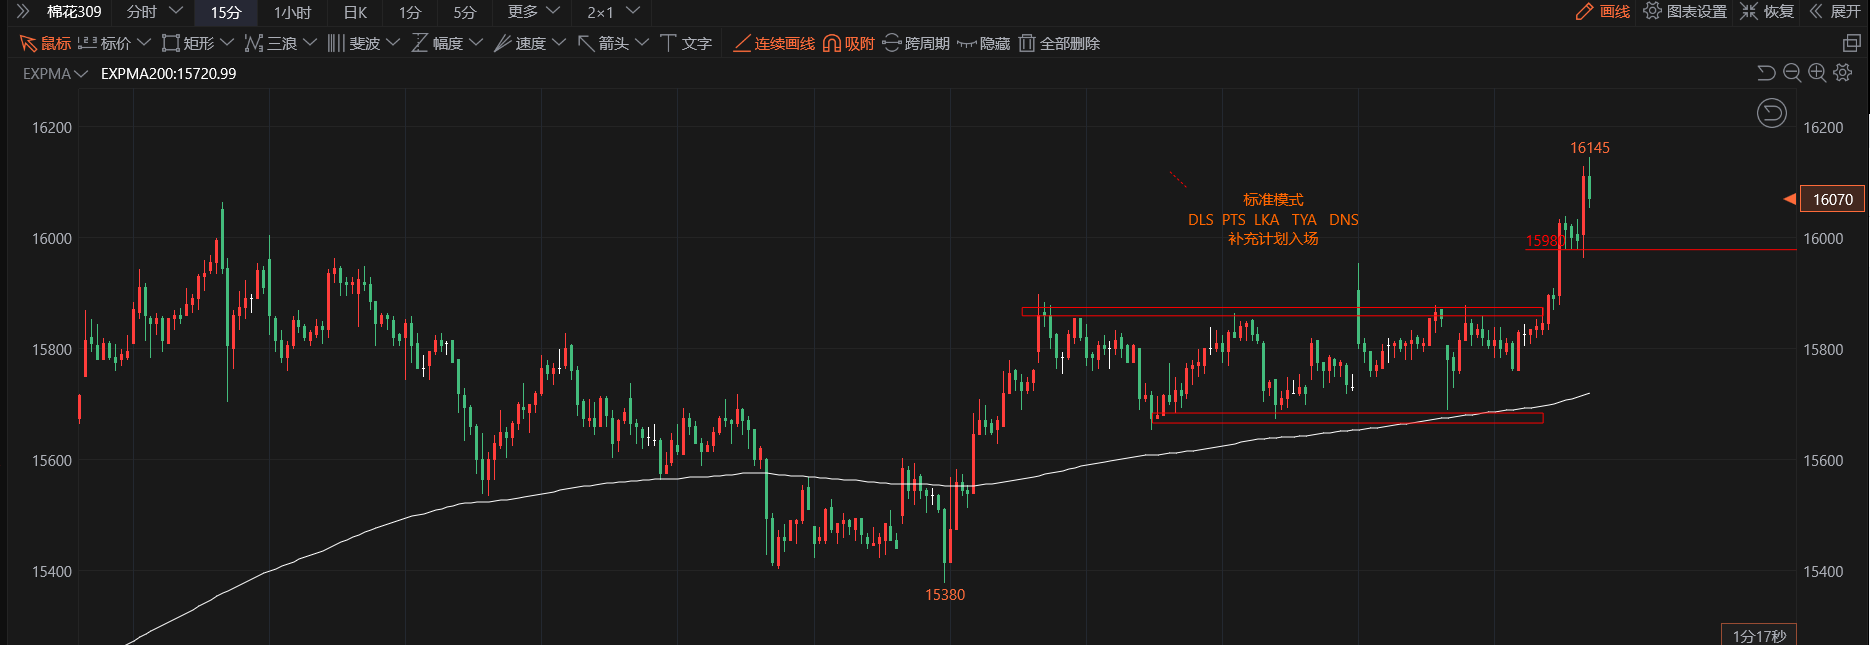 棉花309 分时 15分 1小时 日K 1分 5分 更多 2×1 画线 图表设置 恢复 展开
鼠标 123 标价 矩形 三浪 斐波 幅度 速度 箭头 文字 连续画线 吸附 跨周期 隐藏 全部删除
EXPMA EXPMA200:15720.99
16200 16200
16145
标准模式
16070
DLS PTS LKA TYA DNS
补充计划入场
16000 15980 16000
15800 15800
15600 15600
15400 15400
15380
1分17秒